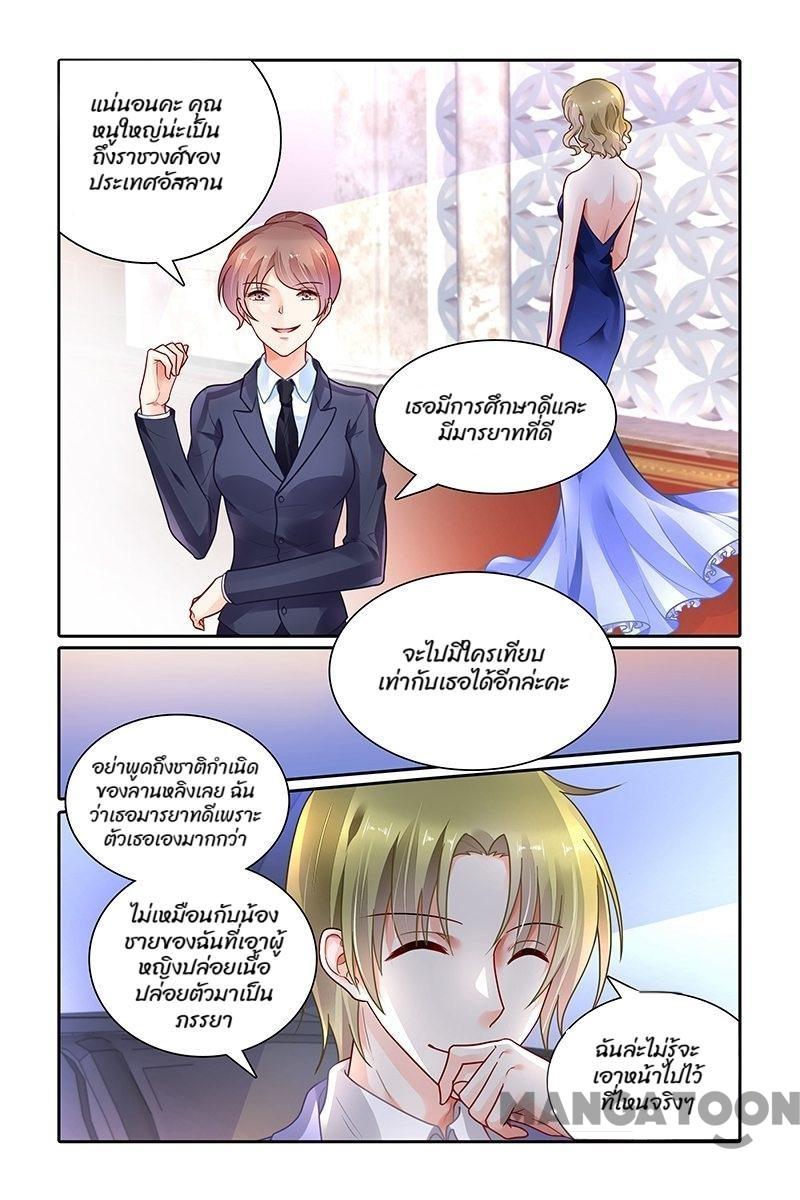 แน่นอนคะ คุณ
หนูใหญ่น่ะเป็น
ถึงราชวงศ์ของ
ประเทศอัสลาน
เธอมีการศึกษาดีและ
มีมารยาทที่ดี
จะไปมีใครเทียบ
เท่ากับเธอได้อีกล่ะคะ
อย่าพูดถึงชาติกำเนิด
ของลานหลิงเลย ฉัน
ว่าเธอมารยาทดีเพราะ
ตัวเธอเองมากกว่า
ไม่เหมือนกับน้อง
ชายของฉันที่เอาผู้
หญิงปล่อยเนื้อ
ปล่อยตัวมาเป็น
ภรรยา
ฉันล่ะไม่รู้จะ
เอาหน้าไปไว้
ที่ไหนจริงๆ
MANGATOON